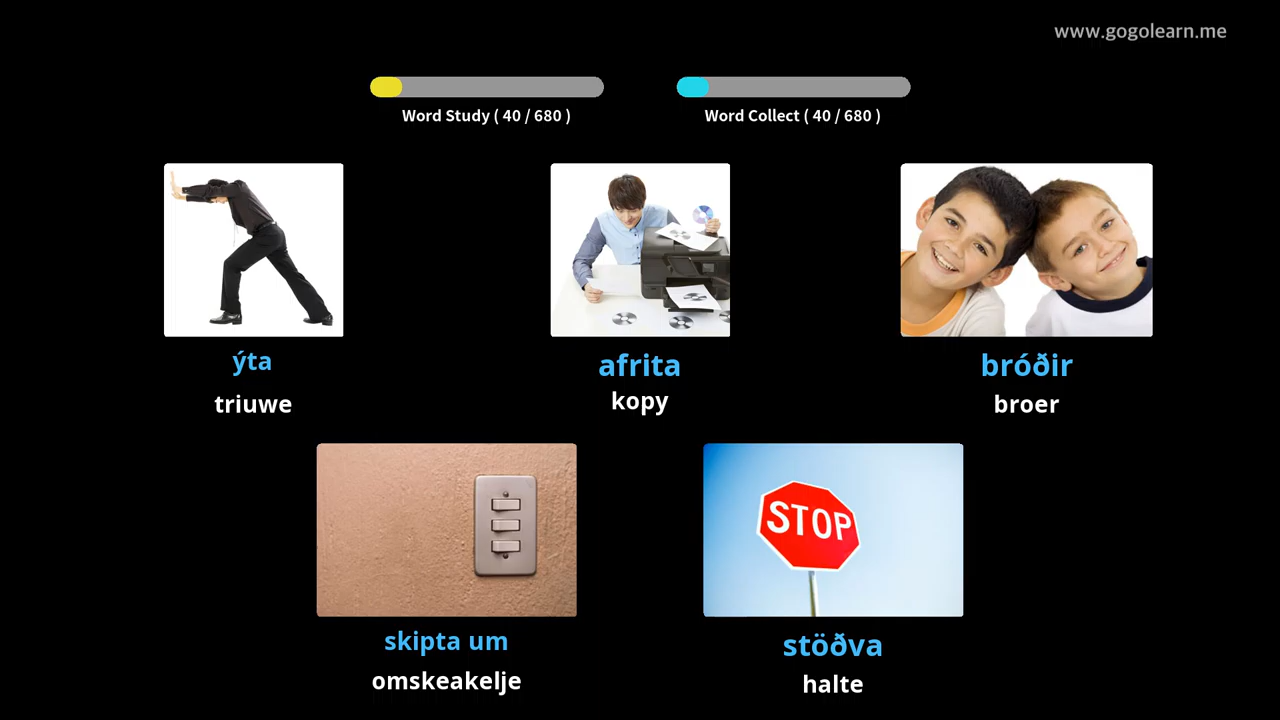 www.gogolearn.me
Word Study ( 40 / 680 )
Word Collect ( 40 / 680 )
ýta
triuwe
afrita
kopy
bróðir
broer
skipta um
omskeakelje
STOP
stöðva
halte